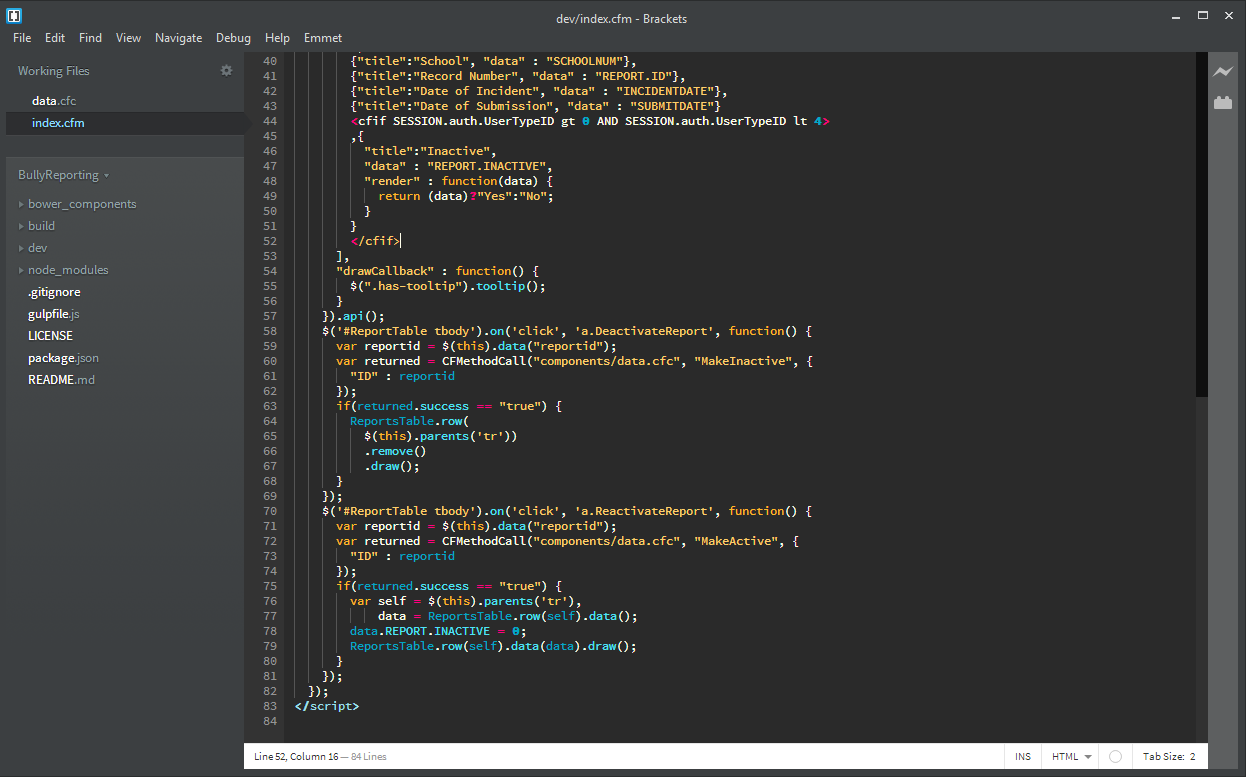 dev/index.cfm - Brackets
File Edit Find View Navigate Debug Help Emmet
Working Files
data.cfc
index.cfm
BullyReporting
bower_components
build
dev
node_modules
.gitignore
gulpfile.js
LICENSE
package.json
README.md
40 {"title":"School", "data" : "SCHOOLNUM"},
41 {"title":"Record Number", "data" : "REPORT.ID"},
42 {"title":"Date of Incident", "data" : "INCIDENTDATE"},
43 {"title":"Date of Submission", "data" : "SUBMITDATE"}
44 <cfif SESSION.auth.UserTypeID gt 0 AND SESSION.auth.UserTypeID lt 4>
45 ,{
46 "title":"Inactive",
47 "data" : "REPORT.INACTIVE",
48 "render" : function(data) {
49 return (data)?"Yes":"No";
50 }
51 }
52 </cfif>
53 ],
54 "drawCallback" : function() {
55 $(".has-tooltip").tooltip();
56 }
57 }).api();
58 $('#ReportTable tbody').on('click', 'a.DeactivateReport', function() {
59 var reportid = $(this).data("reportid");
60 var returned = CFMethodCall("components/data.cfc", "MakeInactive", {
61 "ID" : reportid
62 });
63 if(returned.success == "true") {
64 ReportsTable.row(
65 $(this).parents('tr'))
66 .remove()
67 .draw();
68 }
69 });
70 $('#ReportTable tbody').on('click', 'a.ReactivateReport', function() {
71 var reportid = $(this).data("reportid");
72 var returned = CFMethodCall("components/data.cfc", "MakeActive", {
73 "ID" : reportid
74 });
75 if(returned.success == "true") {
76 var self = $(this).parents('tr'),
77 data = ReportsTable.row(self).data();
78 data.REPORT.INACTIVE = 0;
79 ReportsTable.row(self).data(data).draw();
80 }
81 });
82 });
83 </script>
84
Line 52, Column 16 — 84 Lines
INS HTML Tab Size: 2